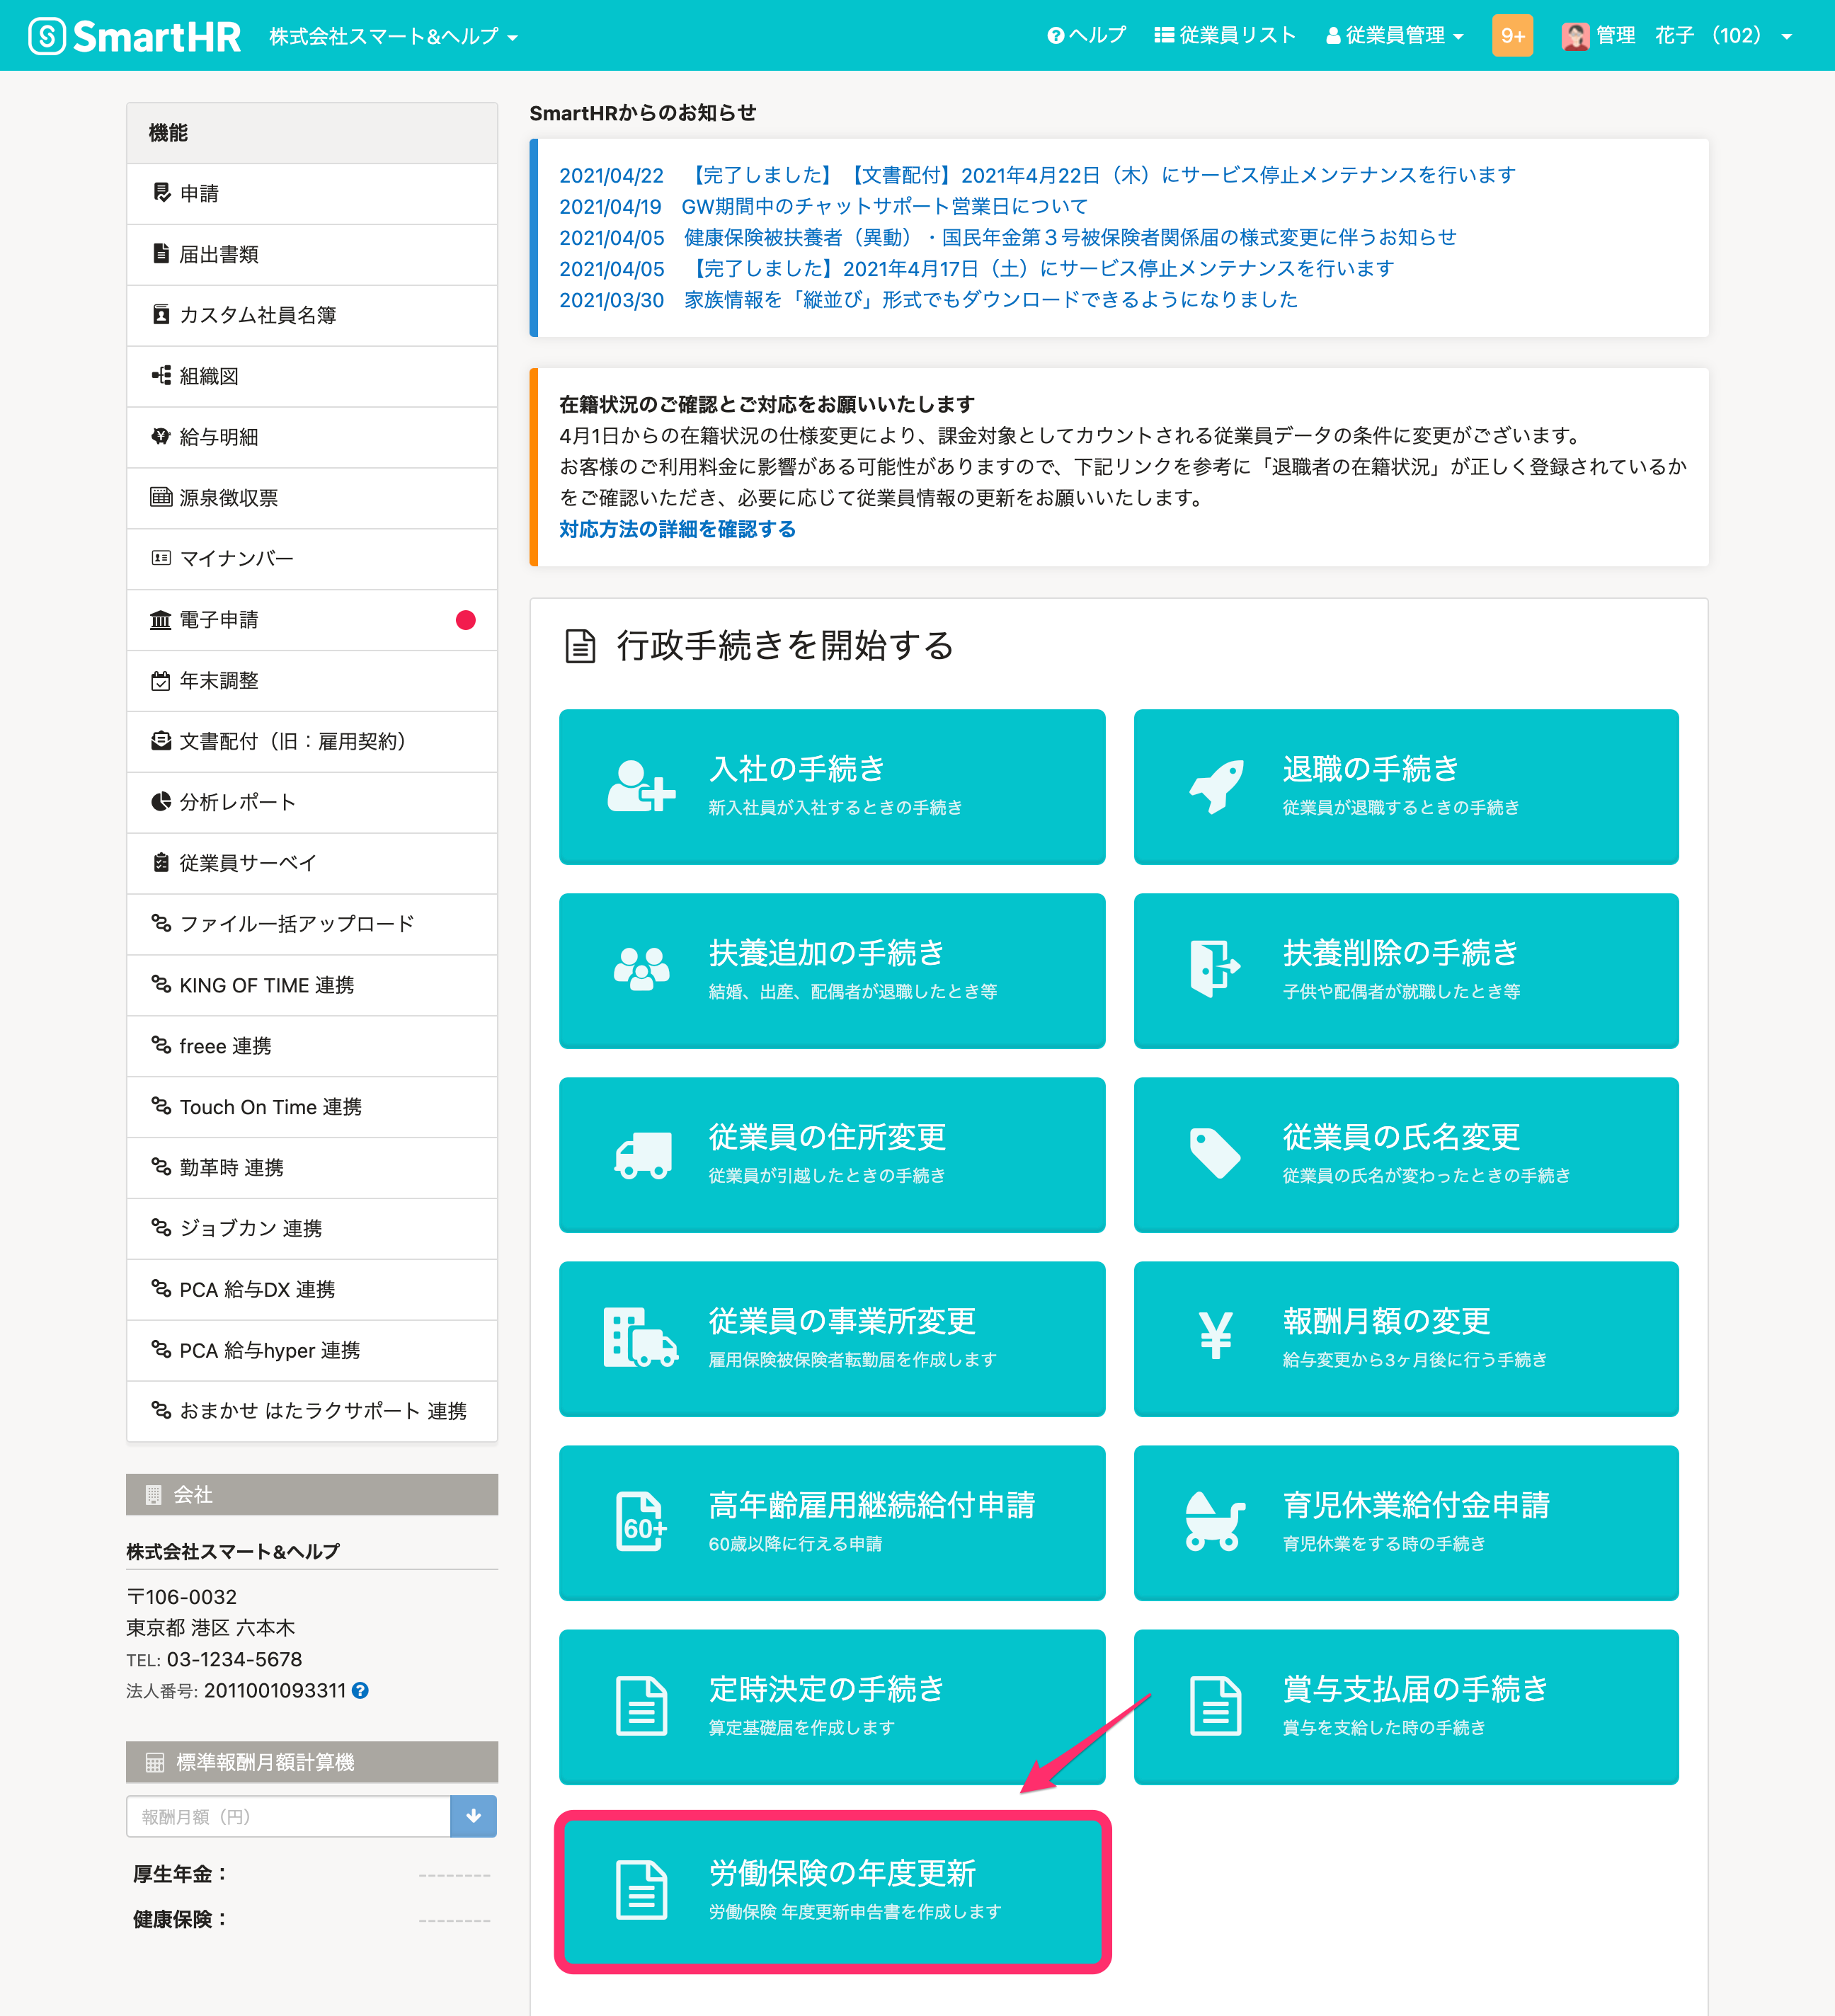 SmartHR 株式会社スマート&ヘルプ ヘルプ 従業員リスト 従業員管理 9+ 管理 花子 （102）
機能
申請
届出書類
カスタム社員名簿
組織図
給与明細
源泉徴収票
マイナンバー
電子申請
年末調整
文書配付（旧：雇用契約）
分析レポート
従業員サーベイ
ファイル一括アップロード
KING OF TIME 連携
freee 連携
Touch On Time 連携
勤革時 連携
ジョブカン 連携
PCA 給与DX 連携
PCA 給与hyper 連携
おまかせ はたラクサポート 連携
会社
株式会社スマート&ヘルプ
〒106-0032
東京都 港区 六本木
TEL: 03-1234-5678
法人番号: 2011001093311
標準報酬月額計算機
報酬月額（円）
厚生年金： --------
健康保険： --------
SmartHRからのお知らせ
2021/04/22 【完了しました】【文書配付】2021年4月22日（木）にサービス停止メンテナンスを行います
2021/04/19 GW期間中のチャットサポート営業日について
2021/04/05 健康保険被扶養者（異動）・国民年金第３号被保険者関係届の様式変更に伴うお知らせ
2021/04/05 【完了しました】2021年4月17日（土）にサービス停止メンテナンスを行います
2021/03/30 家族情報を「縦並び」形式でもダウンロードできるようになりました
在籍状況のご確認とご対応をお願いいたします
4月1日からの在籍状況の仕様変更により、課金対象としてカウントされる従業員データの条件に変更がございます。
お客様のご利用料金に影響がある可能性がありますので、下記リンクを参考に「退職者の在籍状況」が正しく登録されているか
をご確認いただき、必要に応じて従業員情報の更新をお願いいたします。
対応方法の詳細を確認する
行政手続きを開始する
入社の手続き
新入社員が入社するときの手続き
退職の手続き
従業員が退職するときの手続き
扶養追加の手続き
結婚、出産、配偶者が退職したとき等
扶養削除の手続き
子供や配偶者が就職したとき等
従業員の住所変更
従業員が引越したときの手続き
従業員の氏名変更
従業員の氏名が変わったときの手続き
従業員の事業所変更
雇用保険被保険者転勤届を作成します
報酬月額の変更
給与変更から3ヶ月後に行う手続き
60+
高年齢雇用継続給付申請
60歳以降に行える申請
育児休業給付金申請
育児休業をする時の手続き
定時決定の手続き
算定基礎届を作成します
賞与支払届の手続き
賞与を支給した時の手続き
労働保険の年度更新
労働保険 年度更新申告書を作成します